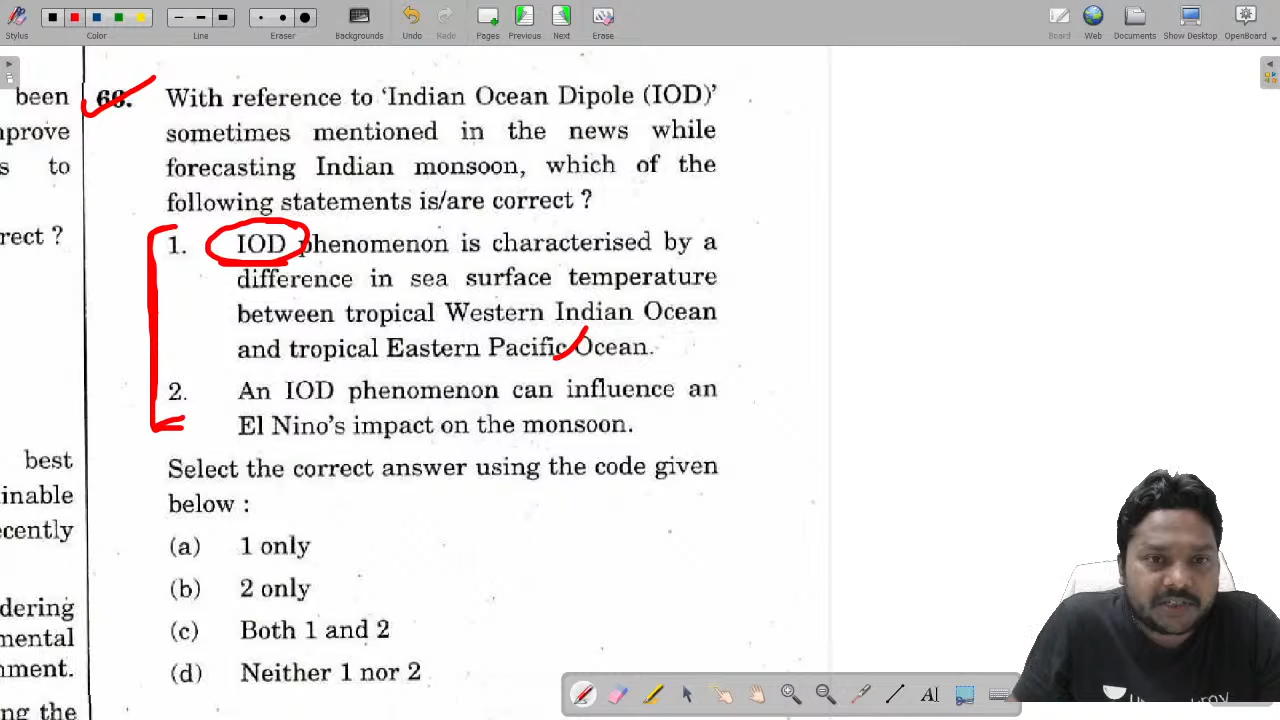 Stylus
Color
Line
Eraser
Backgrounds
Undo
Redo
Pages
Previous
Next
Erase
Board
Web
Documents
Show Desktop
OpenBoard
been
mprove
s to
rect ?
best
inable
ecently
dering
mental
nment.
ng the
66. With reference to ‘Indian Ocean Dipole (IOD)’
sometimes mentioned in the news while
forecasting Indian monsoon, which of the
following statements is/are correct ?
1. IOD phenomenon is characterised by a
difference in sea surface temperature
between tropical Western Indian Ocean
and tropical Eastern Pacific Ocean.
2. An IOD phenomenon can influence an
El Nino’s impact on the monsoon.
Select the correct answer using the code given
below :
(a) 1 only
(b) 2 only
(c) Both 1 and 2
(d) Neither 1 nor 2